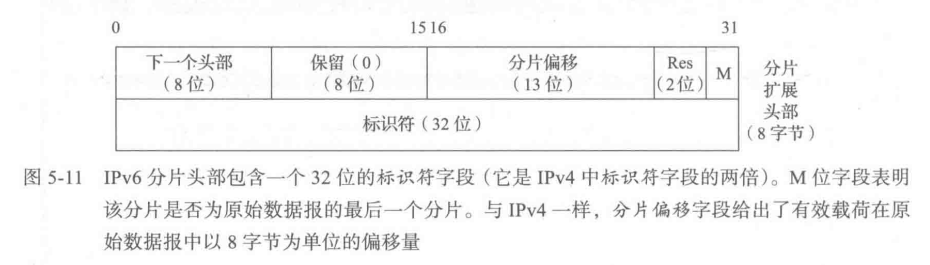 0 15 16 31
下一个头部 保留（0） 分片偏移 Res M 分片
（8 位） （8 位） （13 位） （2位） 扩展
标识符（32 位） 头部
（8 字节）
图 5-11 IPv6 分片头部包含一个 32 位的标识符字段（它是 IPv4 中标识符字段的两倍）。M 位字段表明
该分片是否为原始数据报的最后一个分片。与 IPv4 一样，分片偏移字段给出了有效载荷在原
始数据报中以 8 字节为单位的偏移量